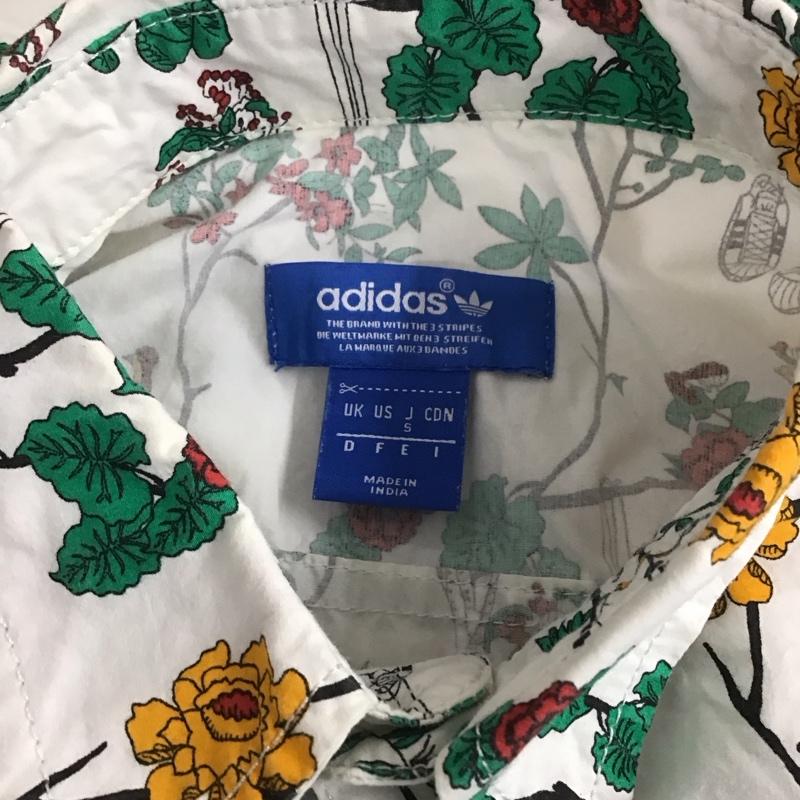 adidas®
THE BRAND WITH THE 3 STRIPES
DIE WELTMARKE MIT DEN 3 STREIFEN
LA MARQUE AUX 3 BANDES
UK US J CDN
S
D F E I
MADE IN
INDIA